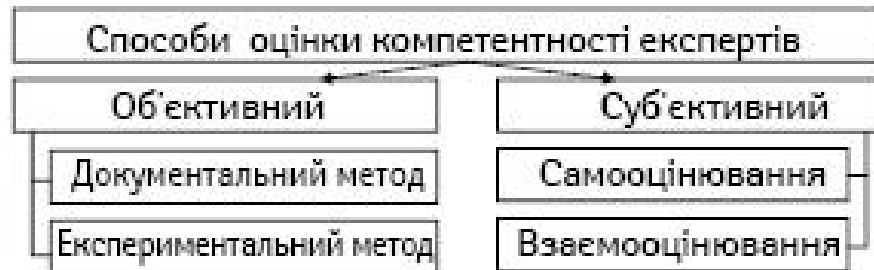 Способи оцінки компетентності експертів
Об'єктивний
Документальний метод
Експериментальний метод
Суб'єктивний
Самооцінювання
Взаємооцінювання